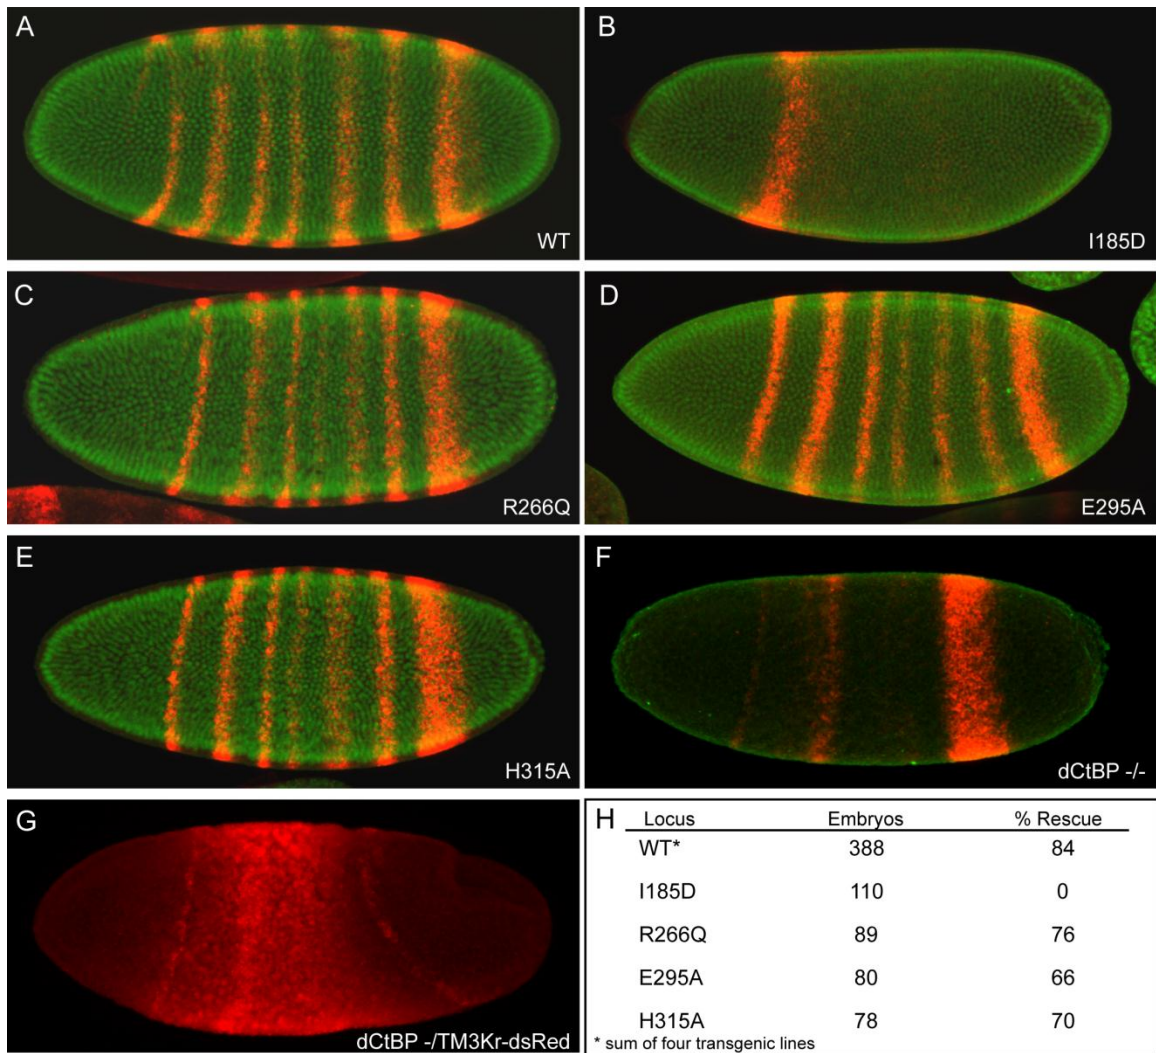 A
WT
B
I185D
C
R266Q
D
E295A
E
H315A
F
dCtBP -/-
G
dCtBP -/TM3Kr-dsRed
H Locus Embryos % Rescue
WT* 388 84
I185D 110 0
R266Q 89 76
E295A 80 66
H315A 78 70
* sum of four transgenic lines